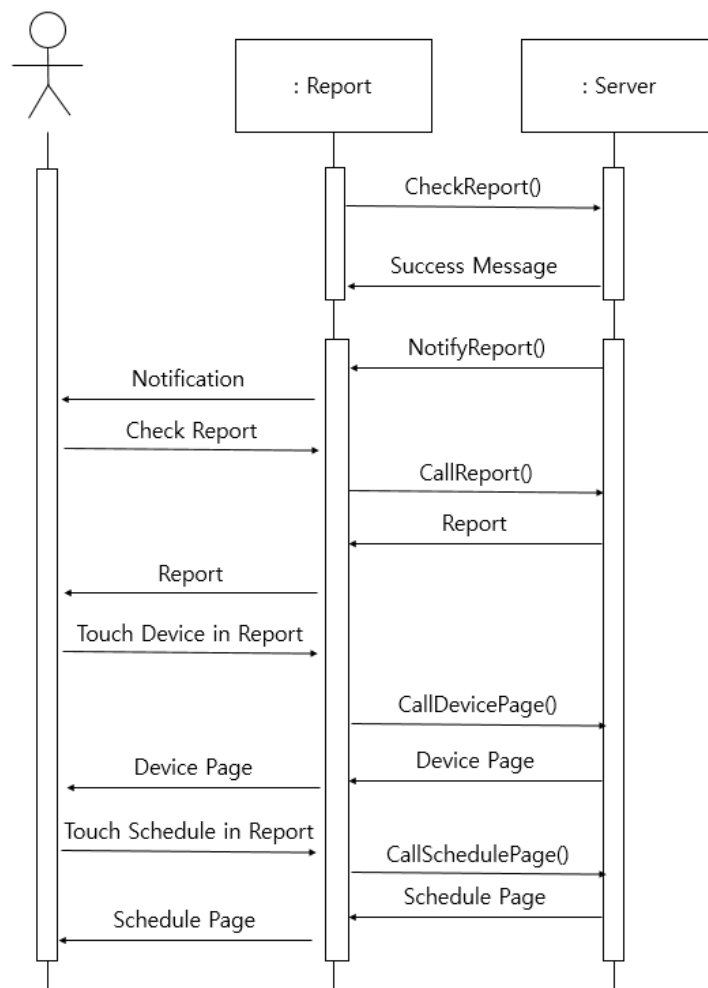 : Report
: Server
CheckReport()
Success Message
NotifyReport()
Notification
Check Report
CallReport()
Report
Report
Touch Device in Report
CallDevicePage()
Device Page
Device Page
Touch Schedule in Report
CallSchedulePage()
Schedule Page
Schedule Page